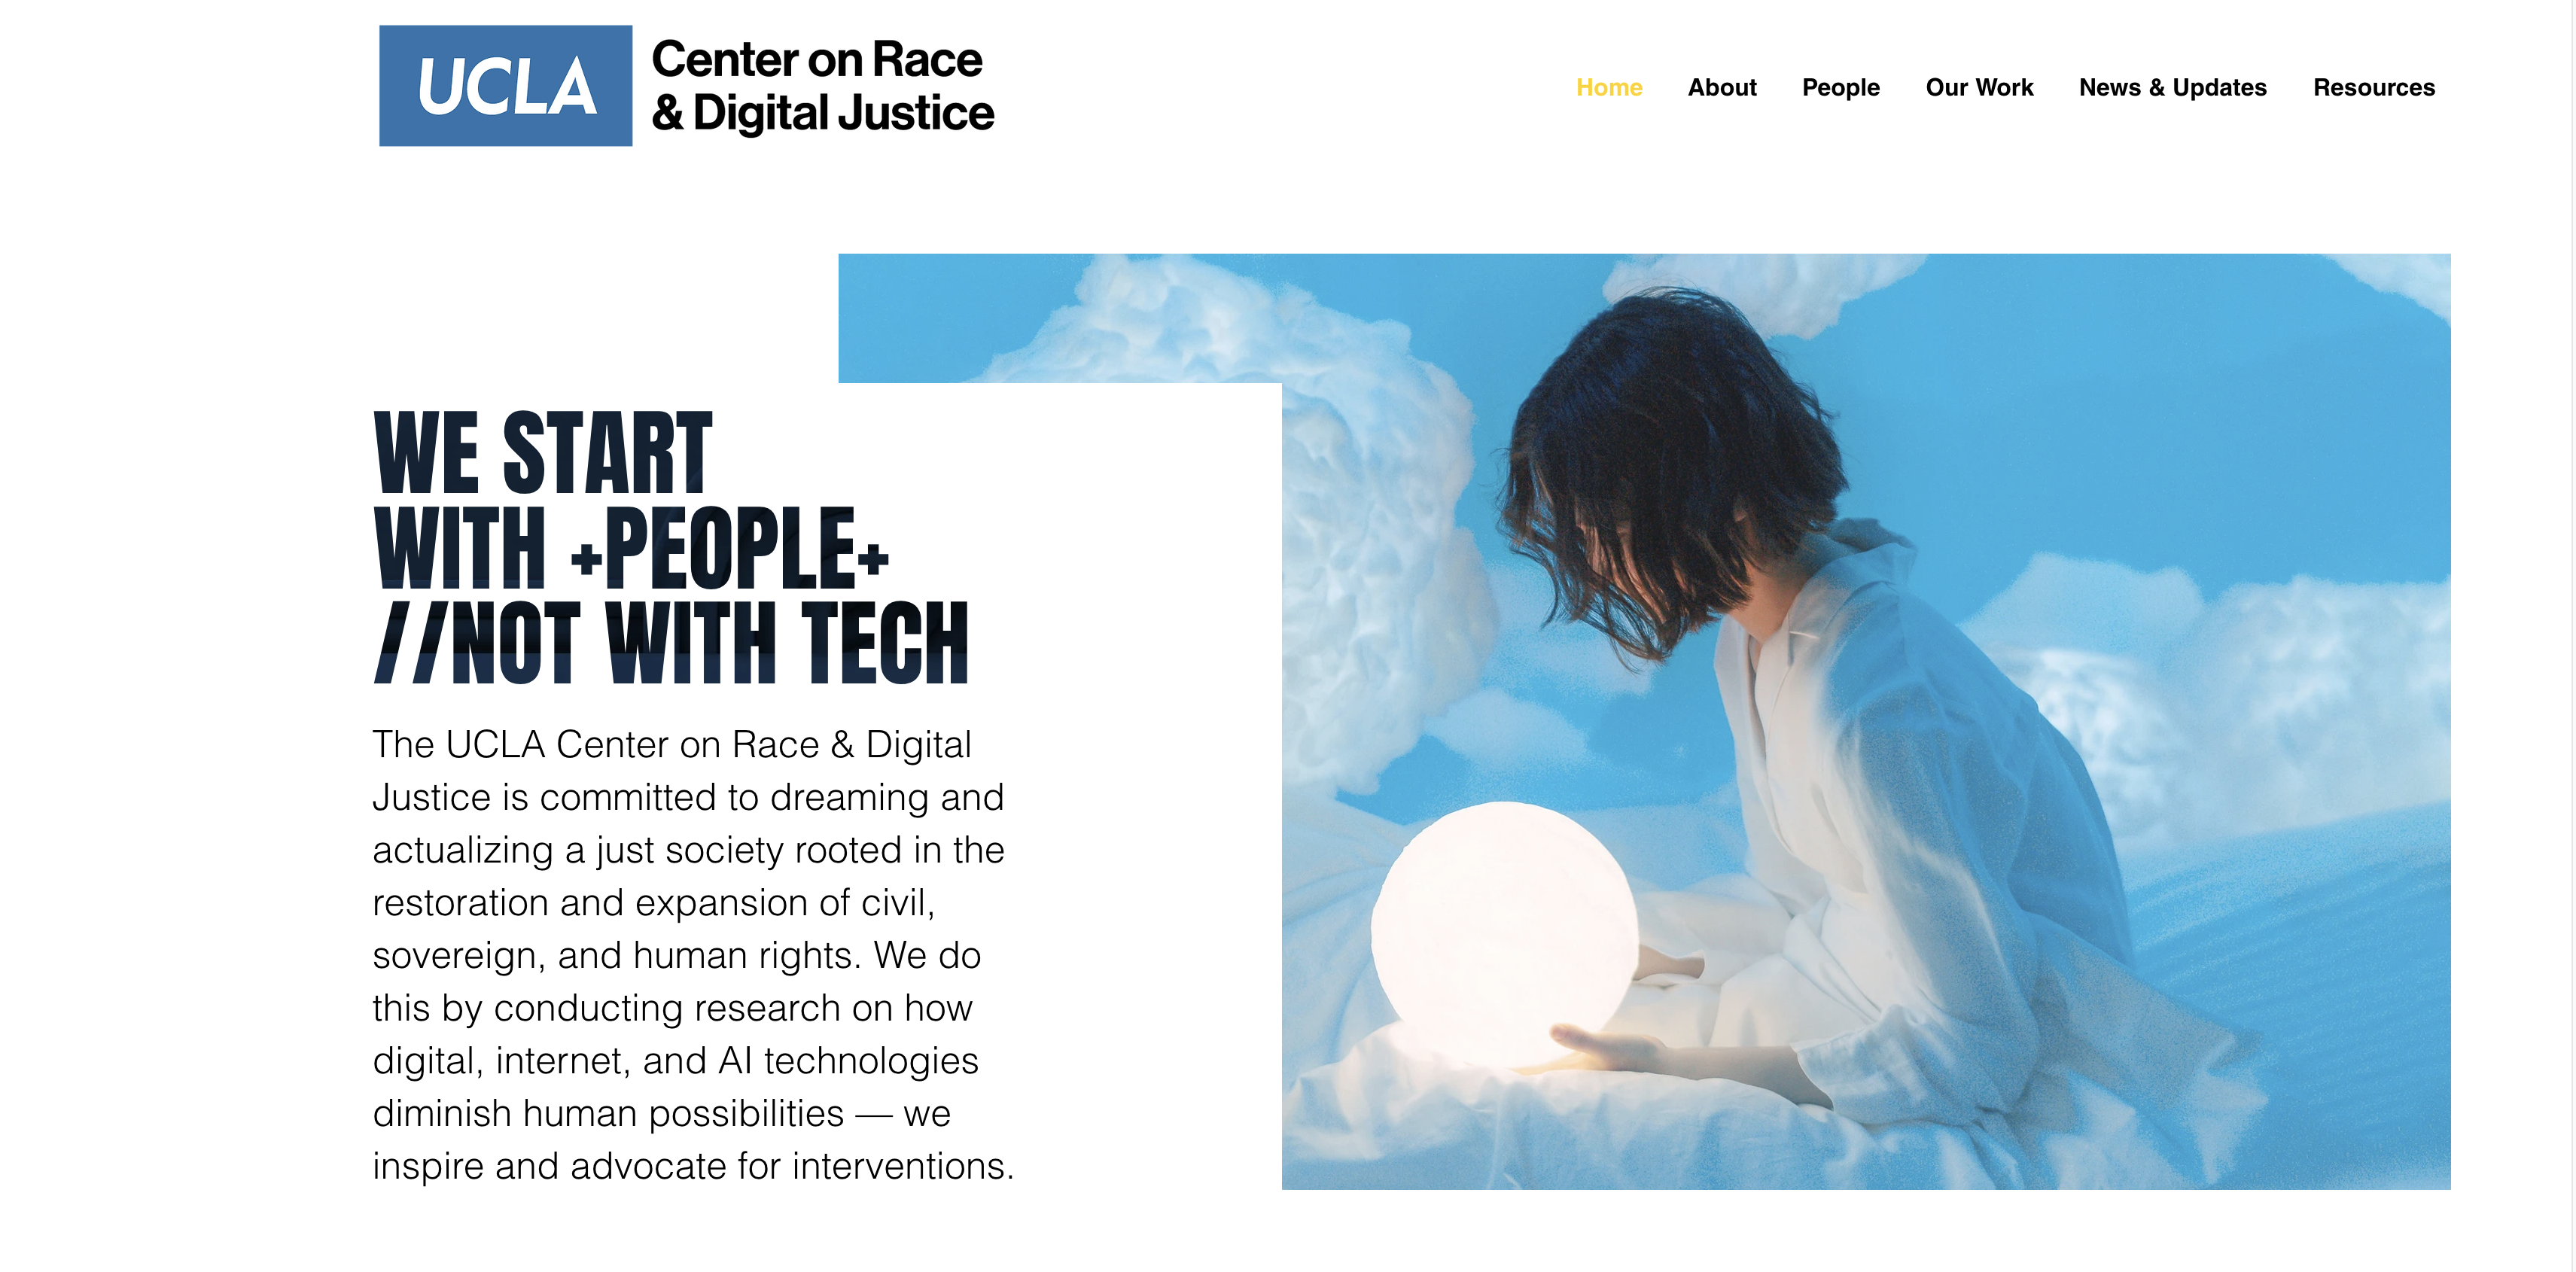 UCLA
Center on Race
& Digital Justice
Home
About
People
Our Work
News & Updates
Resources
WE START
WITH +PEOPLE+
//NOT WITH TECH
The UCLA Center on Race & Digital
Justice is committed to dreaming and
actualizing a just society rooted in the
restoration and expansion of civil,
sovereign, and human rights. We do
this by conducting research on how
digital, internet, and AI technologies
diminish human possibilities — we
inspire and advocate for interventions.